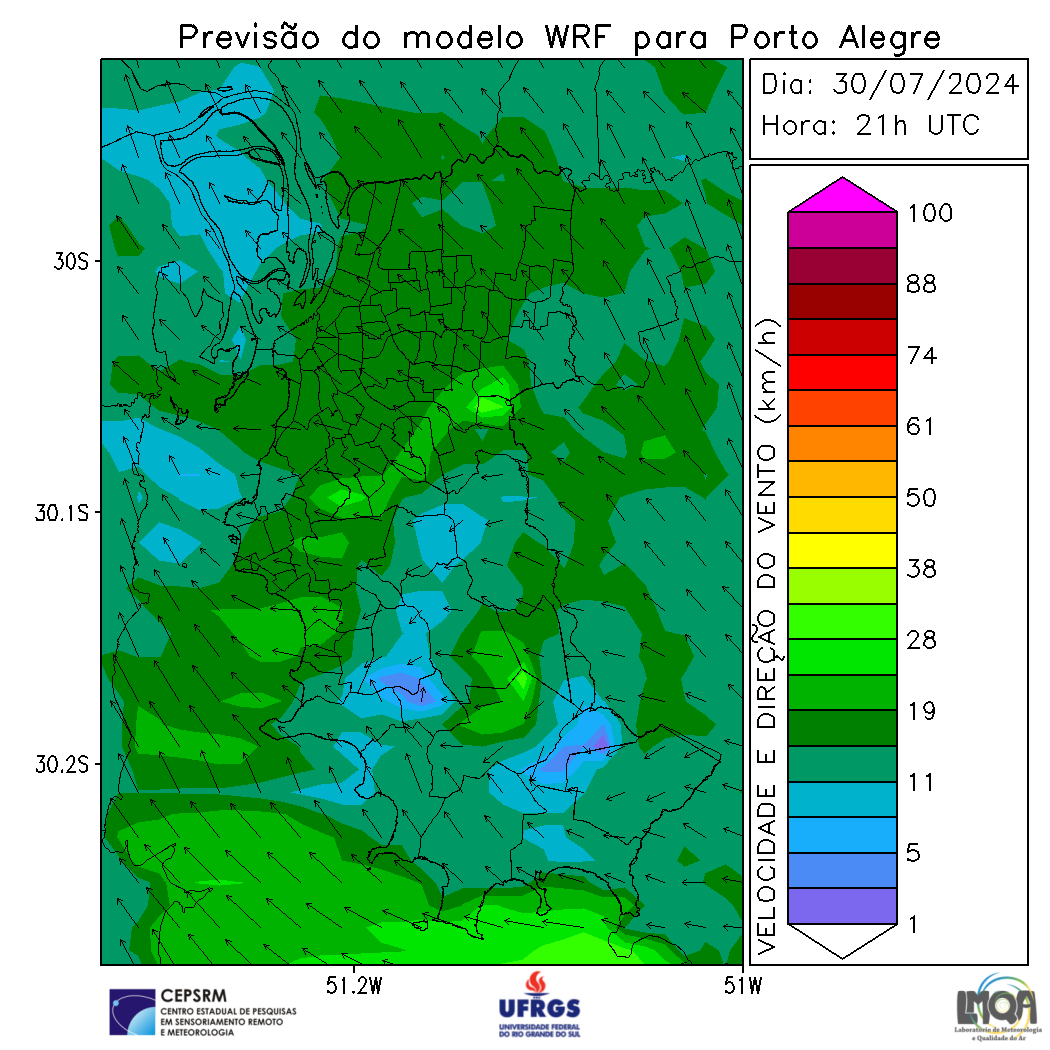 Previsão do modelo WRF para Porto Alegre
Dia: 30/07/2024
Hora: 21h UTC
30S
30.1S
30.2S
51.2W
51W
VELOCIDADE E DIREÇÃO DO VENTO (km/h)
100
88
74
61
50
38
28
19
11
5
1
CEPSRM
CENTRO ESTADUAL DE PESQUISAS
EM SENSORIAMENTO REMOTO
E METEOROLOGIA
UFRGS
UNIVERSIDADE FEDERAL
DO RIO GRANDE DO SUL
LMQA
Laboratório de Meteorologia
e Qualidade do Ar